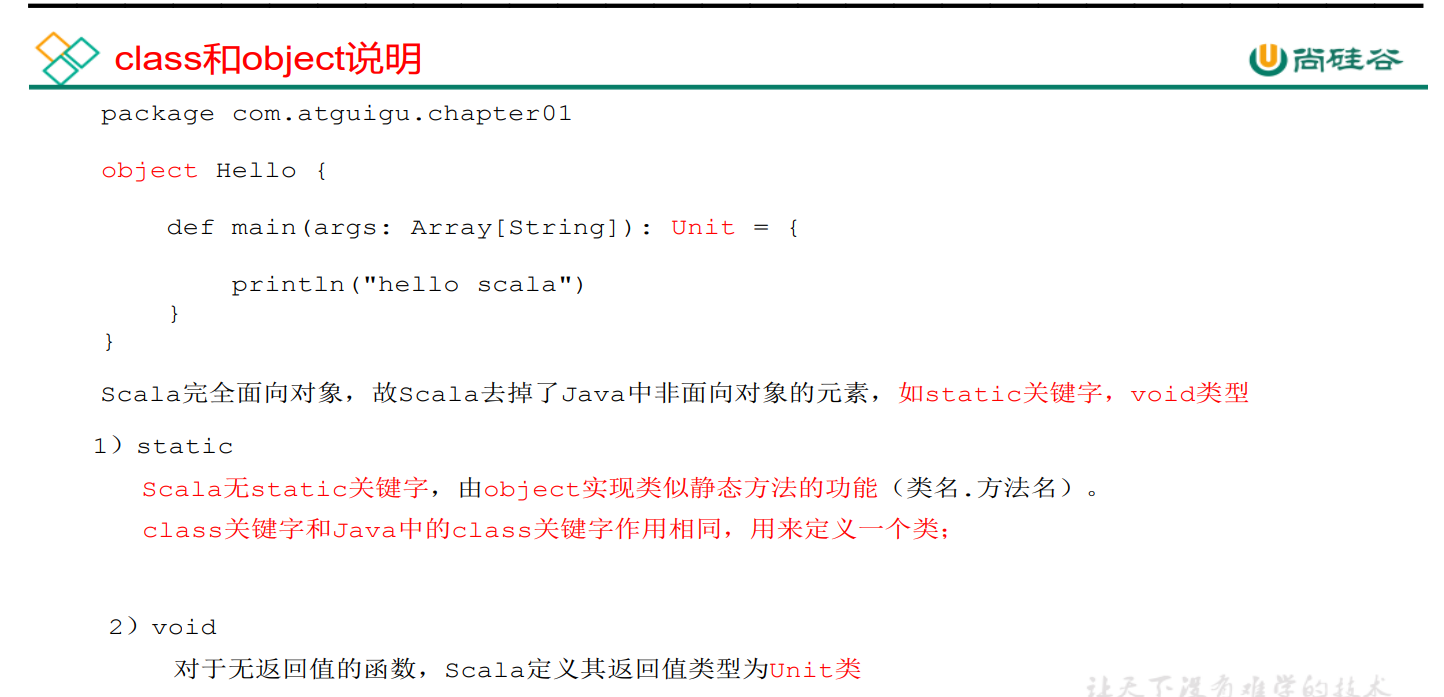 class和object说明
尚硅谷
package com.atguigu.chapter01
object Hello {
def main(args: Array[String]): Unit = {
println("hello scala")
}
}
Scala完全面向对象，故Scala去掉了Java中非面向对象的元素，如static关键字，void类型
1）static
Scala无static关键字，由object实现类似静态方法的功能（类名.方法名）。
class关键字和Java中的class关键字作用相同，用来定义一个类；
2）void
对于无返回值的函数，Scala定义其返回值类型为Unit类
让天下没有难学的技术